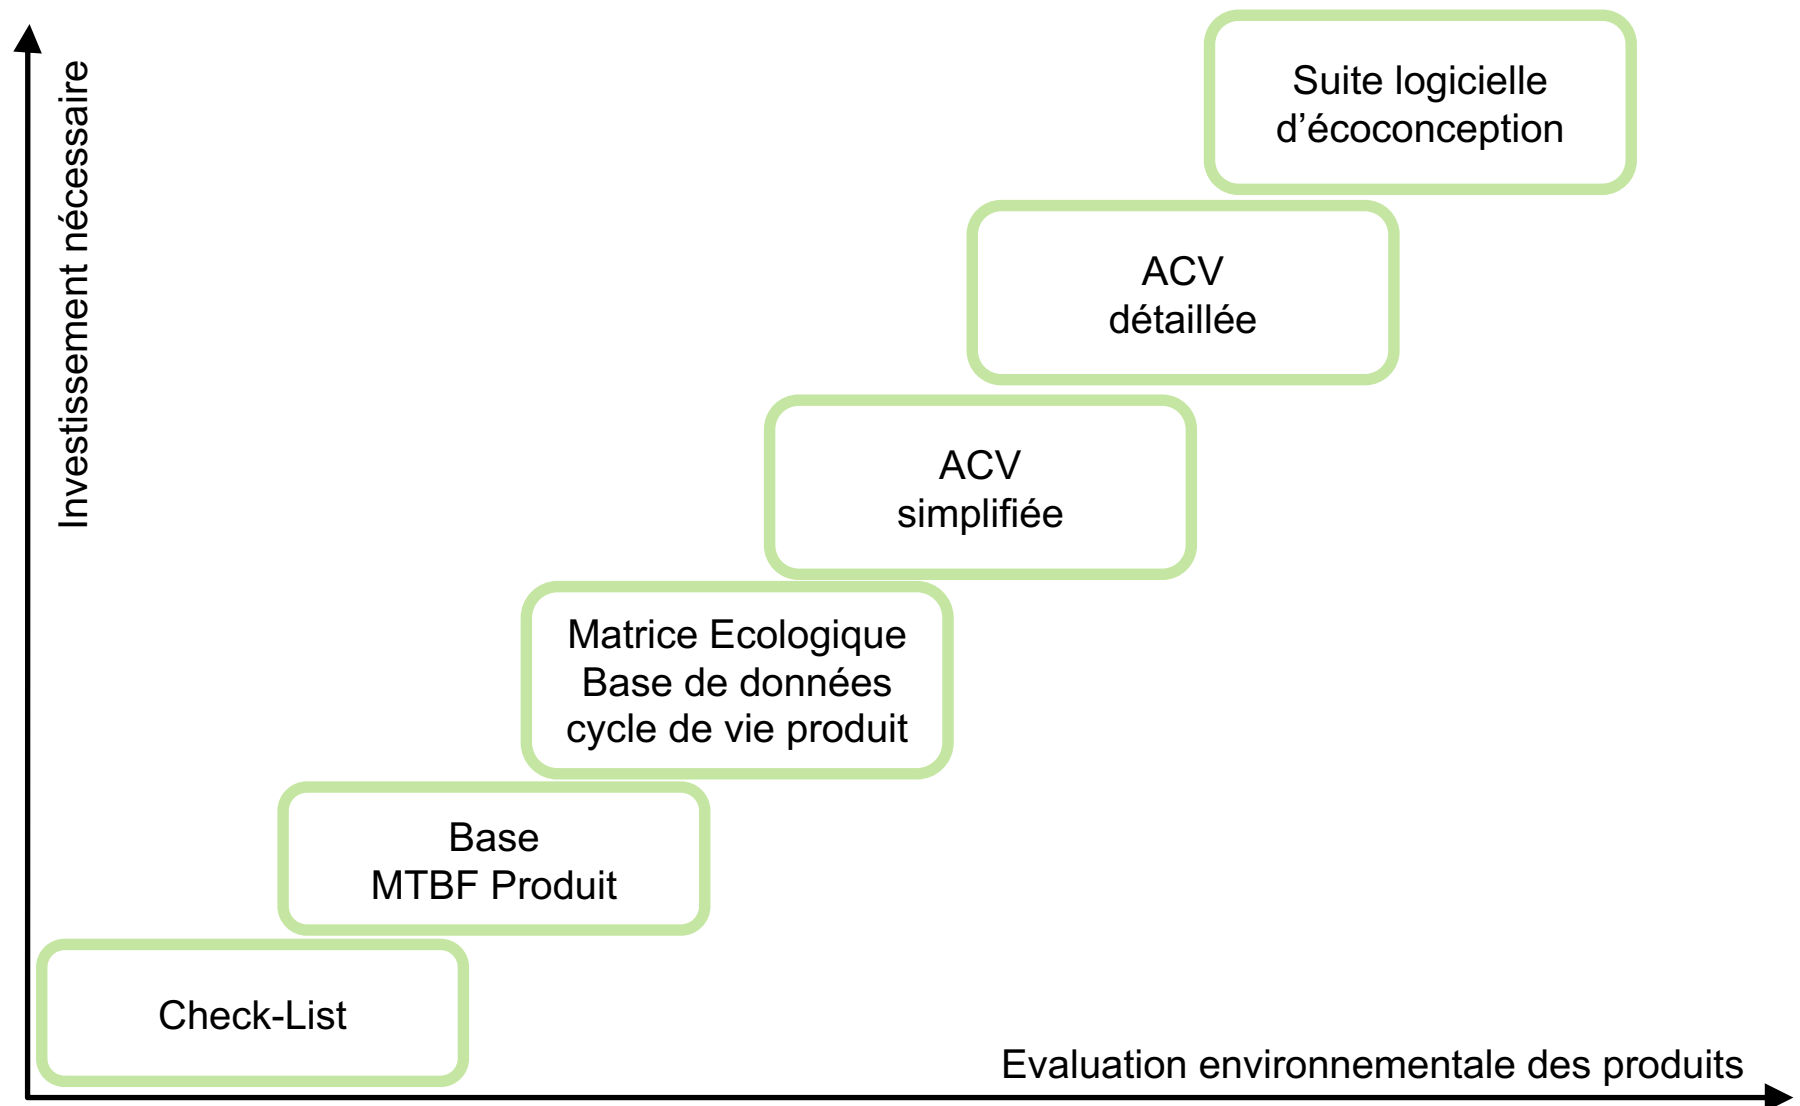 Investissement nécessaire
Suite logicielle
d’écoconception
ACV
détaillée
ACV
simplifiée
Matrice Ecologique
Base de données
cycle de vie produit
Base
MTBF Produit
Check-List
Evaluation environnementale des produits